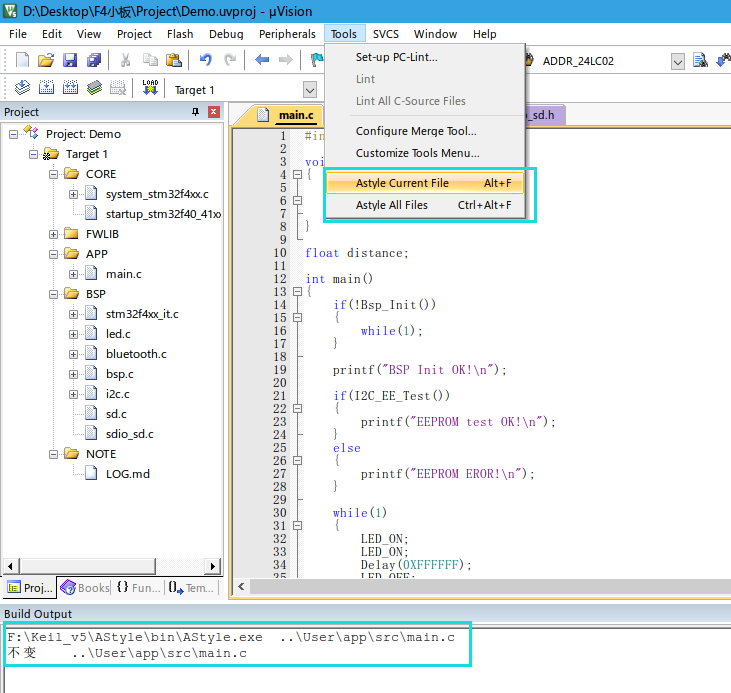 D:\Desktop\F4小板\Project\Demo.uvproj - µVision
File Edit View Project Flash Debug Peripherals Tools SVCS Window Help
ADDR_24LC02
LOAD
Target 1
Set-up PC-Lint...
Lint
Lint All C-Source Files
Configure Merge Tool...
Customize Tools Menu...
Astyle Current File Alt+F
Astyle All Files Ctrl+Alt+F
Project
Project: Demo
Target 1
CORE
system_stm32f4xx.c
startup_stm32f40_41xx
FWLIB
APP
main.c
BSP
stm32f4xx_it.c
led.c
bluetooth.c
bsp.c
i2c.c
sd.c
sdio_sd.c
NOTE
LOG.md
Proj... Books {} Fun... Tem...
main.c
_sd.h
1 #in
2
3 voi
4 {
5
6
7
8 }
9
10 float distance;
11
12 int main()
13 {
14 if(!Bsp_Init())
15 {
16 while(1);
17 }
18
19 printf("BSP Init OK!\n");
20
21 if(I2C_EE_Test())
22 {
23 printf("EEPROM test OK!\n");
24 }
25 else
26 {
27 printf("EEPROM EROR!\n");
28 }
29
30 while(1)
31 {
32 LED_ON;
33 LED_ON;
34 Delay(0XFFFFFF);
35 LED_OFF;
Build Output
F:\Keil_v5\AStyle\bin\AStyle.exe ..\User\app\src\main.c
不变 ..\User\app\src\main.c